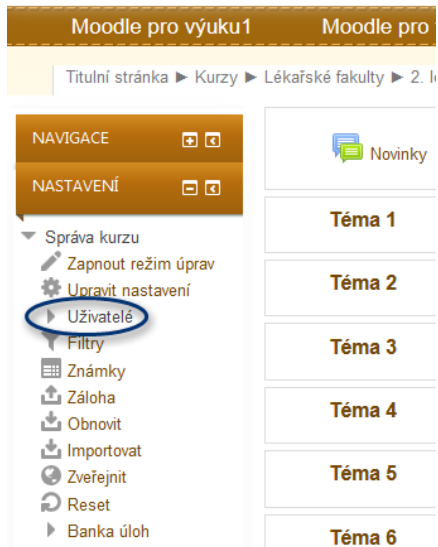 Moodle pro výuku1 Moodle pro
Titulní stránka ► Kurzy ► Lékařské fakulty ► 2. l
NAVIGACE
NASTAVENÍ
Správa kurzu
Zapnout režim úprav
Upravit nastavení
Uživatelé
Filtry
Známky
Záloha
Obnovit
Importovat
Zveřejnit
Reset
Banka úloh
Novinky
Téma 1
Téma 2
Téma 3
Téma 4
Téma 5
Téma 6